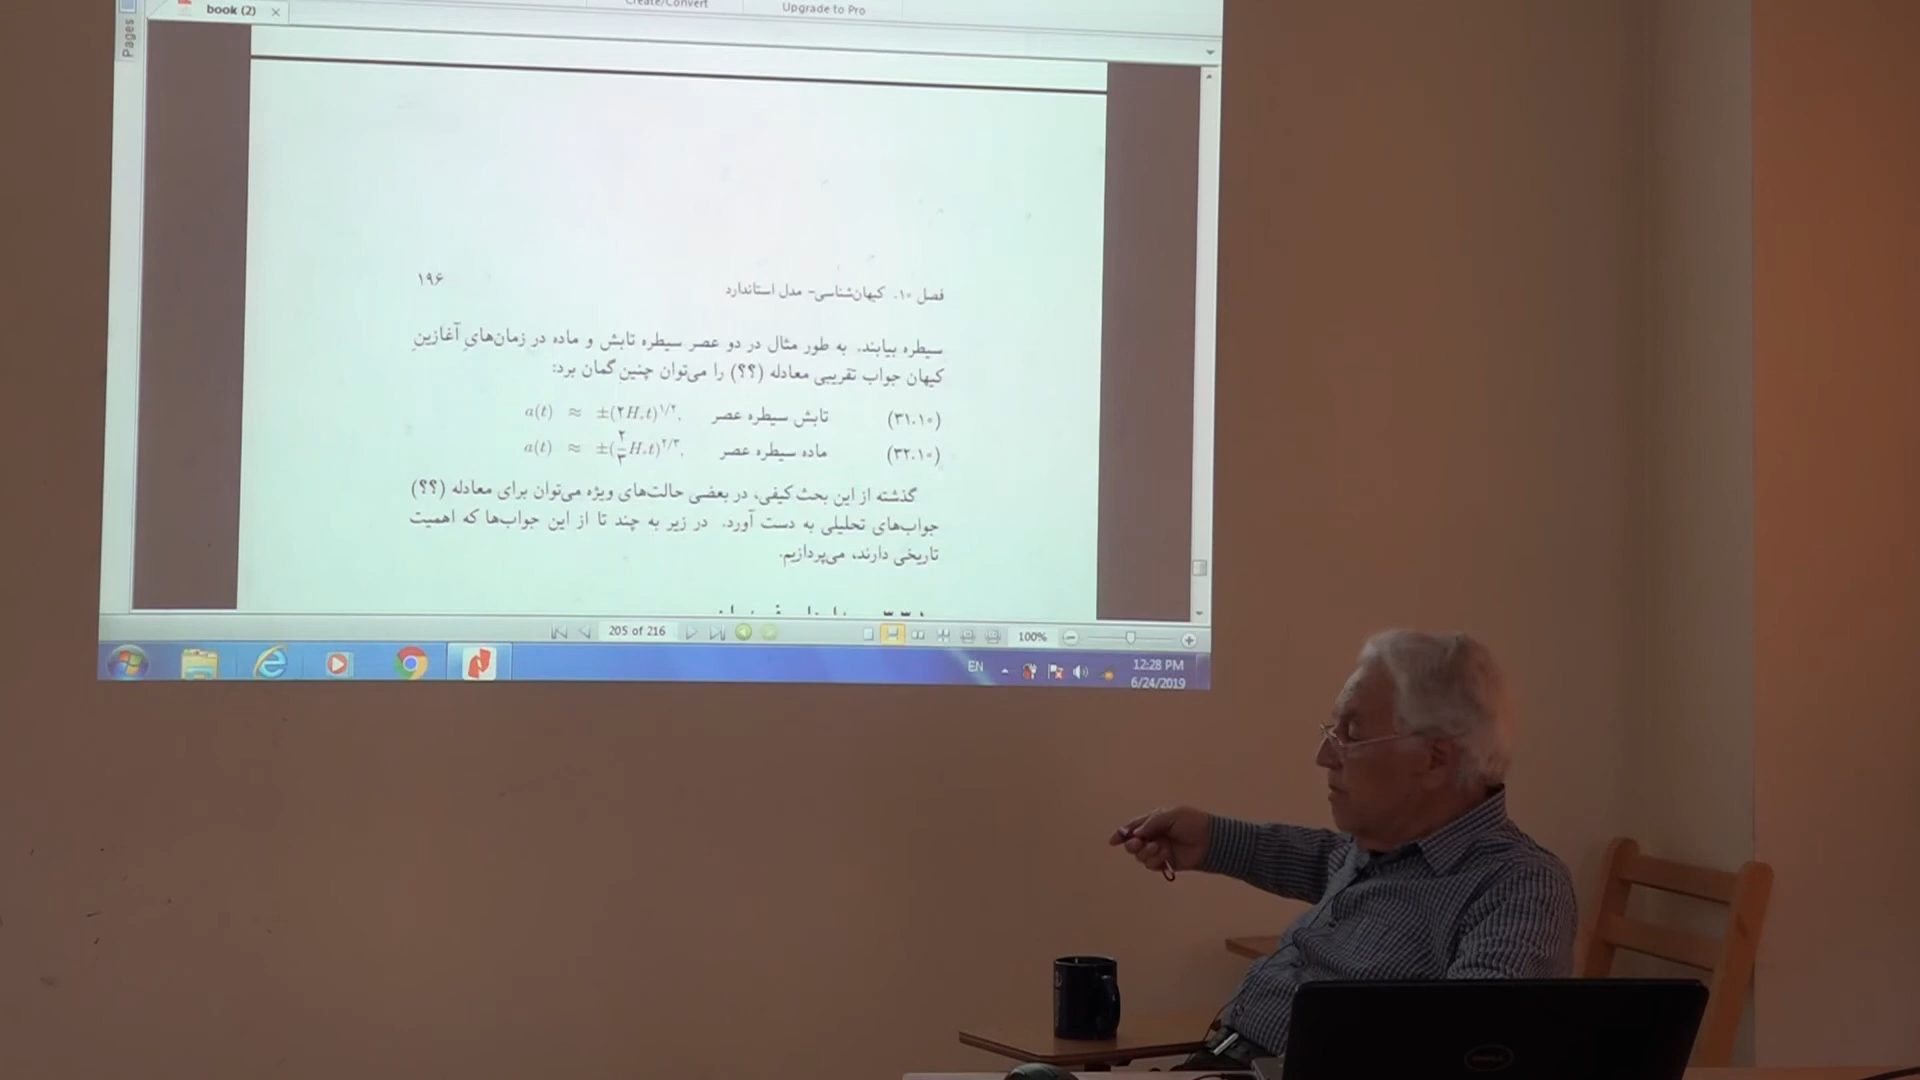 book (2)
Create/Convert
Upgrade to Pro
Pages
فصل ۱۰. کیهان‌شناسی- مدل استاندارد ۱۹۶
سیطره بیابند. به طور مثال در دو عصر سیطره تابش و ماده در زمان‌هایِ آغازینِ
کیهان جواب تقریبی معادله (؟؟) را می‌توان چنین گمان برد:
a(t) ≈ ±(۲H₀t)^۱/۲, تابش سیطره عصر (۳۱.۱۰)
a(t) ≈ ±(۳/۲H₀t)^۲/۳, ماده سیطره عصر (۳۲.۱۰)
گذشته از این بحث کیفی، در بعضی حالت‌های ویژه می‌توان برای معادله (؟؟)
جواب‌های تحلیلی به دست آورد. در زیر به چند تا از این جواب‌ها که اهمیت
تاریخی دارند، می‌پردازیم.
205 of 216
100%
EN
12:28 PM
6/24/2019
DELL